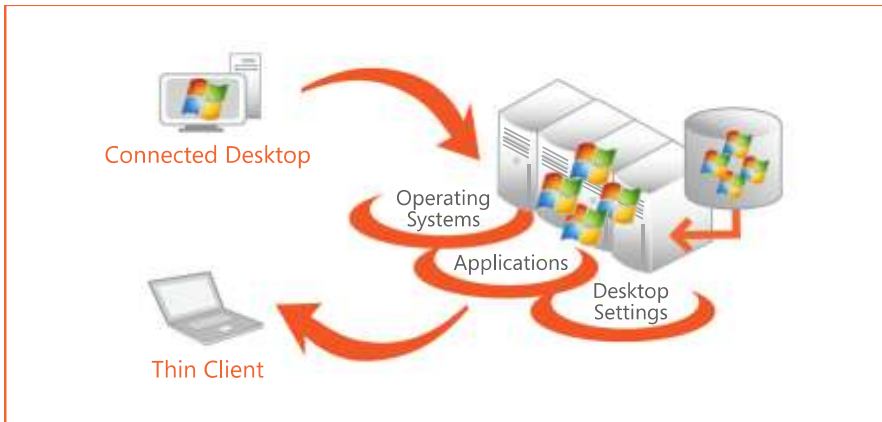 Connected Desktop
Operating
Systems
Applications
Desktop
Settings
Thin Client